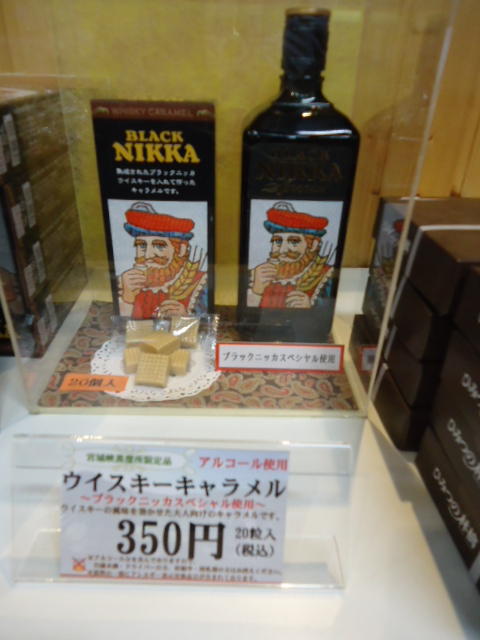 WHISKY CARAMEL
BLACK
NIKKA
熟成されたブラックニッカ
ウイスキーを入れて作った
キャラメルです。
BLACK
NIKKA
ブラックニッカスペシャル使用
20個入
宮城峡蒸溜所限定品
アルコール使用
ウイスキーキャラメル
～ブラックニッカスペシャル使用～
ウイスキーの風味を効かせた大人向けのキャラメルです。
350円
20粒入
(税込)